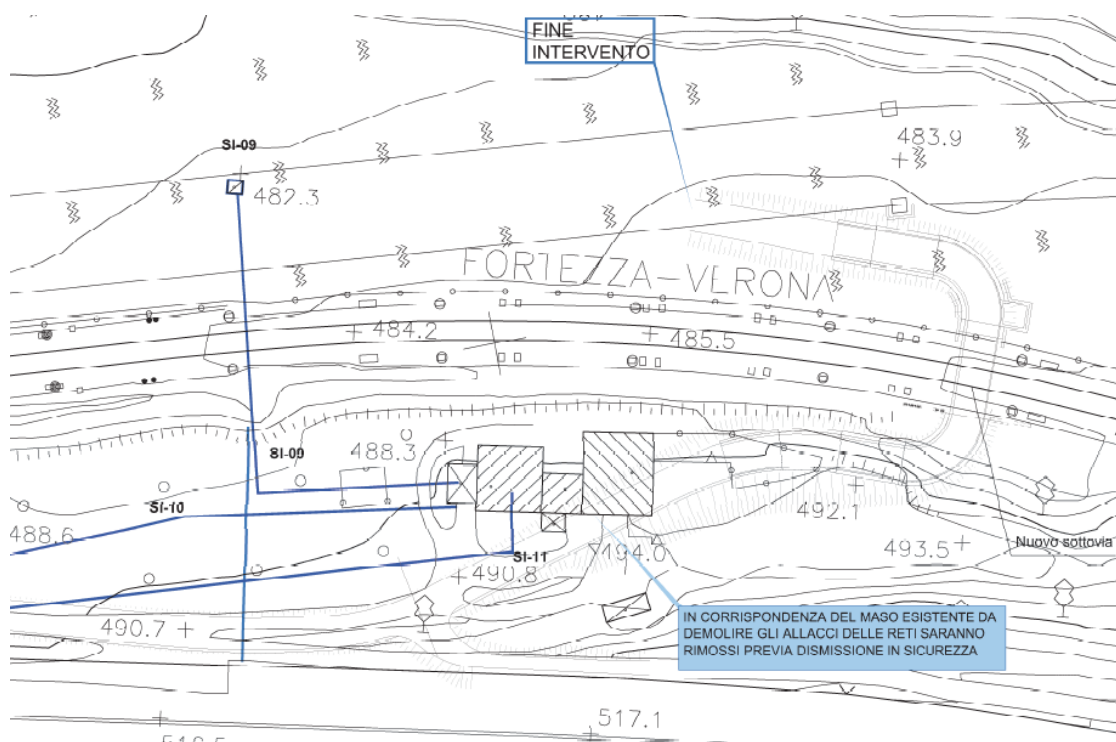 FINE
INTERVENTO
483.9
SI-09
482.3
FORTEZZA-VERONA
484.2
485.5
SI-09
488.3
SI-10
488.6
492.1
493.5
Nuovo sottovia
SI-11
494.0
490.8
490.7
IN CORRISPONDENZA DEL MASO ESISTENTE DA
DEMOLIRE GLI ALLACCI DELLE RETI SARANNO
RIMOSSI PREVIA DISMISSIONE IN SICUREZZA
517.1